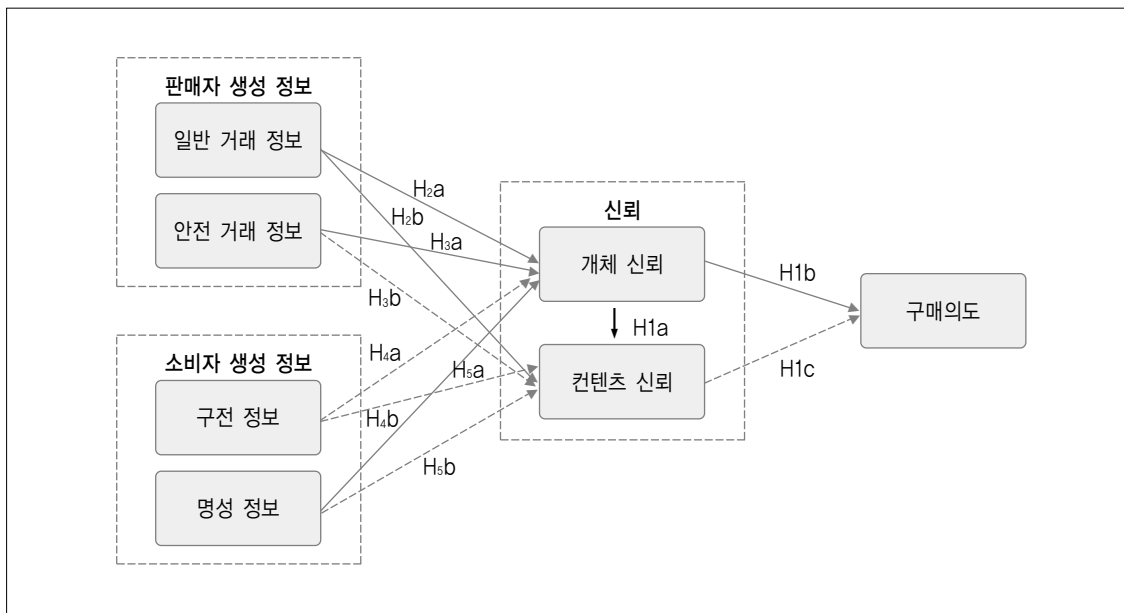 판매자 생성 정보
일반 거래 정보
안전 거래 정보
소비자 생성 정보
구전 정보
명성 정보
H₂a
H₂b
H₃a
H₃b
H₄a
H₅a
H₄b
H₅b
신뢰
개체 신뢰
H1a
컨텐츠 신뢰
H1b
H1c
구매의도